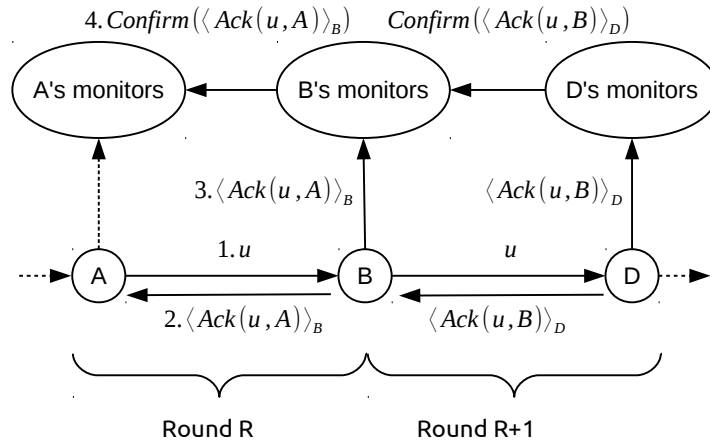 4. Confirm(⟨Ack(u,A)⟩_B) Confirm(⟨Ack(u,B)⟩_D)
A's monitors B's monitors D's monitors
3. ⟨Ack(u,A)⟩_B ⟨Ack(u,B)⟩_D
1. u u
A B D
2. ⟨Ack(u,A)⟩_B ⟨Ack(u,B)⟩_D
Round R Round R+1